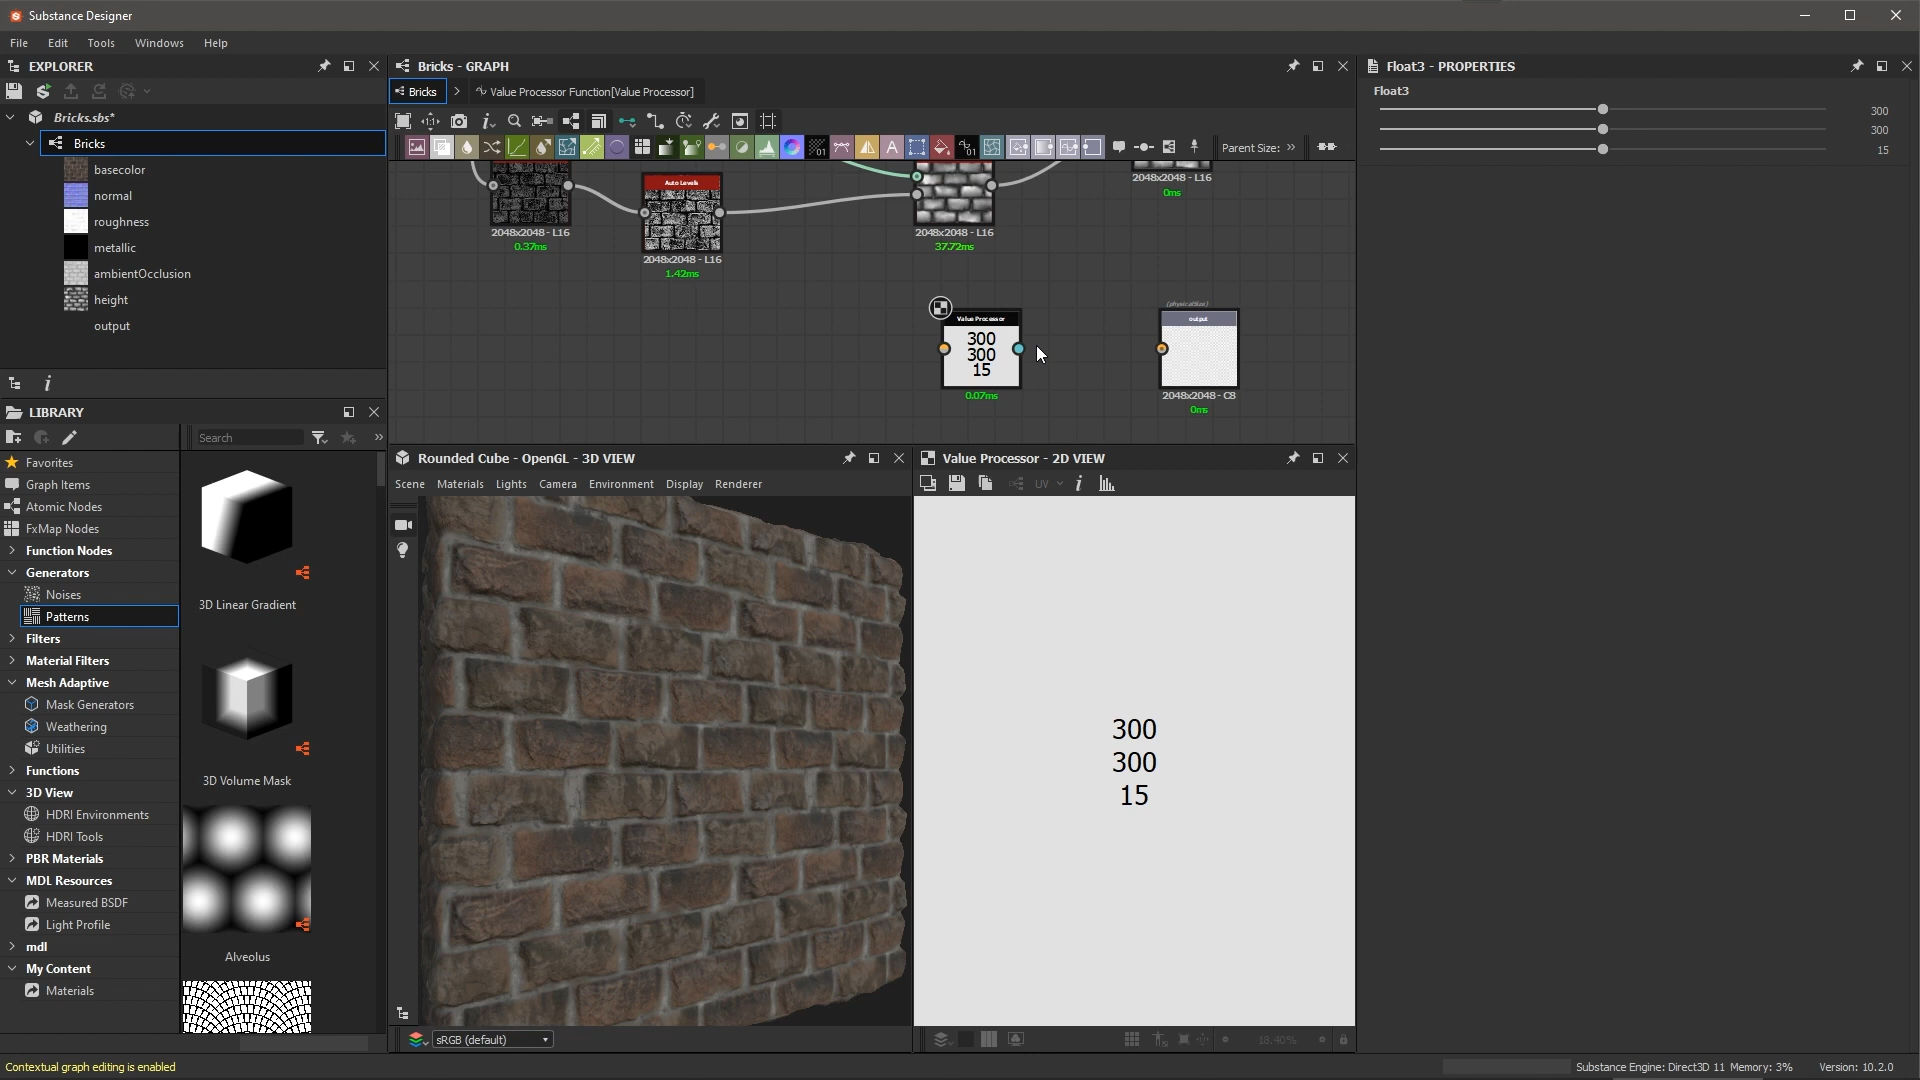 Substance Designer
File Edit Tools Windows Help
EXPLORER
Bricks.sbs*
Bricks
basecolor
normal
roughness
metallic
ambientOcclusion
height
output
i
LIBRARY
Search
Favorites
Graph Items
Atomic Nodes
FxMap Nodes
Function Nodes
Generators
Noises
Patterns
Filters
Material Filters
Mesh Adaptive
Mask Generators
Weathering
Utilities
Functions
3D View
HDRI Environments
HDRI Tools
PBR Materials
MDL Resources
Measured BSDF
Light Profile
mdl
My Content
Materials
3D Linear Gradient
3D Volume Mask
Alveolus
Bricks - GRAPH
Bricks > Value Processor Function[Value Processor]
Parent Size: »
2048x2048 - L16
0.37ms
Auto Levels
2048x2048 - L16
1.42ms
2048x2048 - L16
37.72ms
2048x2048 - L16
0ms
Value Processor
300
300
15
0.07ms
(physicalSize)
output
2048x2048 - C8
0ms
Rounded Cube - OpenGL - 3D VIEW
Scene Materials Lights Camera Environment Display Renderer
sRGB (default)
Value Processor - 2D VIEW
UV
300
300
15
18.40%
Float3 - PROPERTIES
Float3
300
300
15
Contextual graph editing is enabled
Substance Engine: Direct3D 11 Memory: 3%
Version: 10.2.0